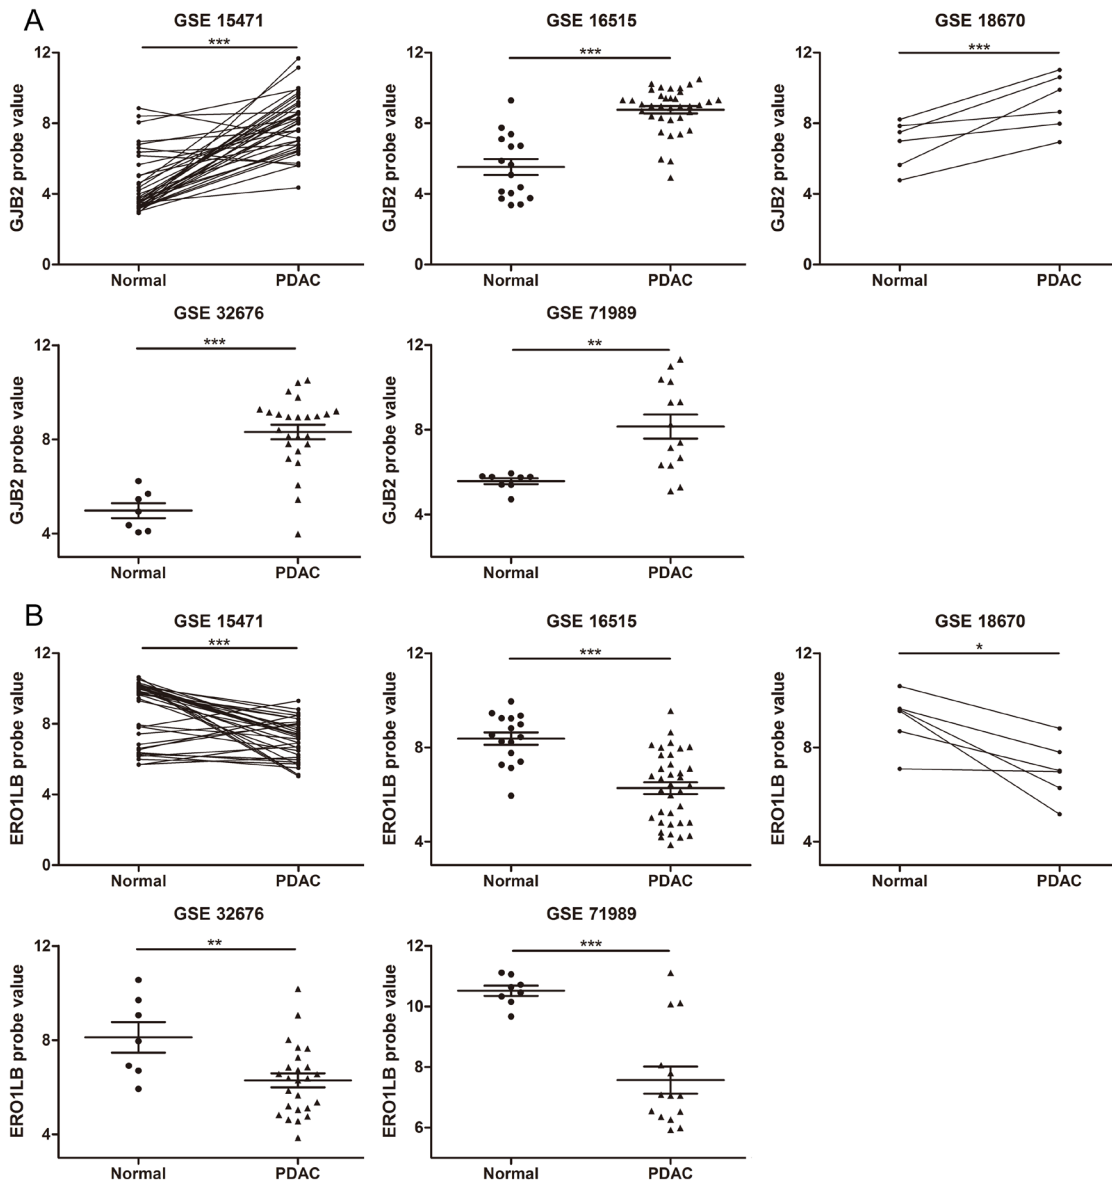 A
GSE 15471
***
GJB2 probe value
12
8
4
0
Normal PDAC
GSE 16515
***
GJB2 probe value
12
8
4
0
Normal PDAC
GSE 18670
***
GJB2 probe value
12
8
4
0
Normal PDAC
GSE 32676
***
GJB2 probe value
12
8
4
Normal PDAC
GSE 71989
**
GJB2 probe value
12
8
4
Normal PDAC
B
GSE 15471
***
ERO1LB probe value
12
8
4
0
Normal PDAC
GSE 16515
***
ERO1LB probe value
12
8
4
Normal PDAC
GSE 18670
*
ERO1LB probe value
12
8
4
Normal PDAC
GSE 32676
**
ERO1LB probe value
12
8
4
Normal PDAC
GSE 71989
***
ERO1LB probe value
12
10
8
6
Normal PDAC